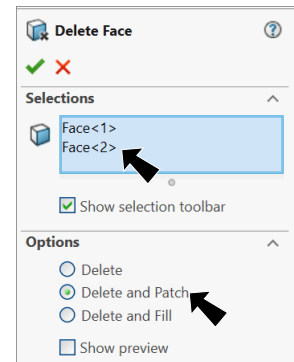 Delete Face
Selections
Face<1>
Face<2>
Show selection toolbar
Options
Delete
Delete and Patch
Delete and Fill
Show preview